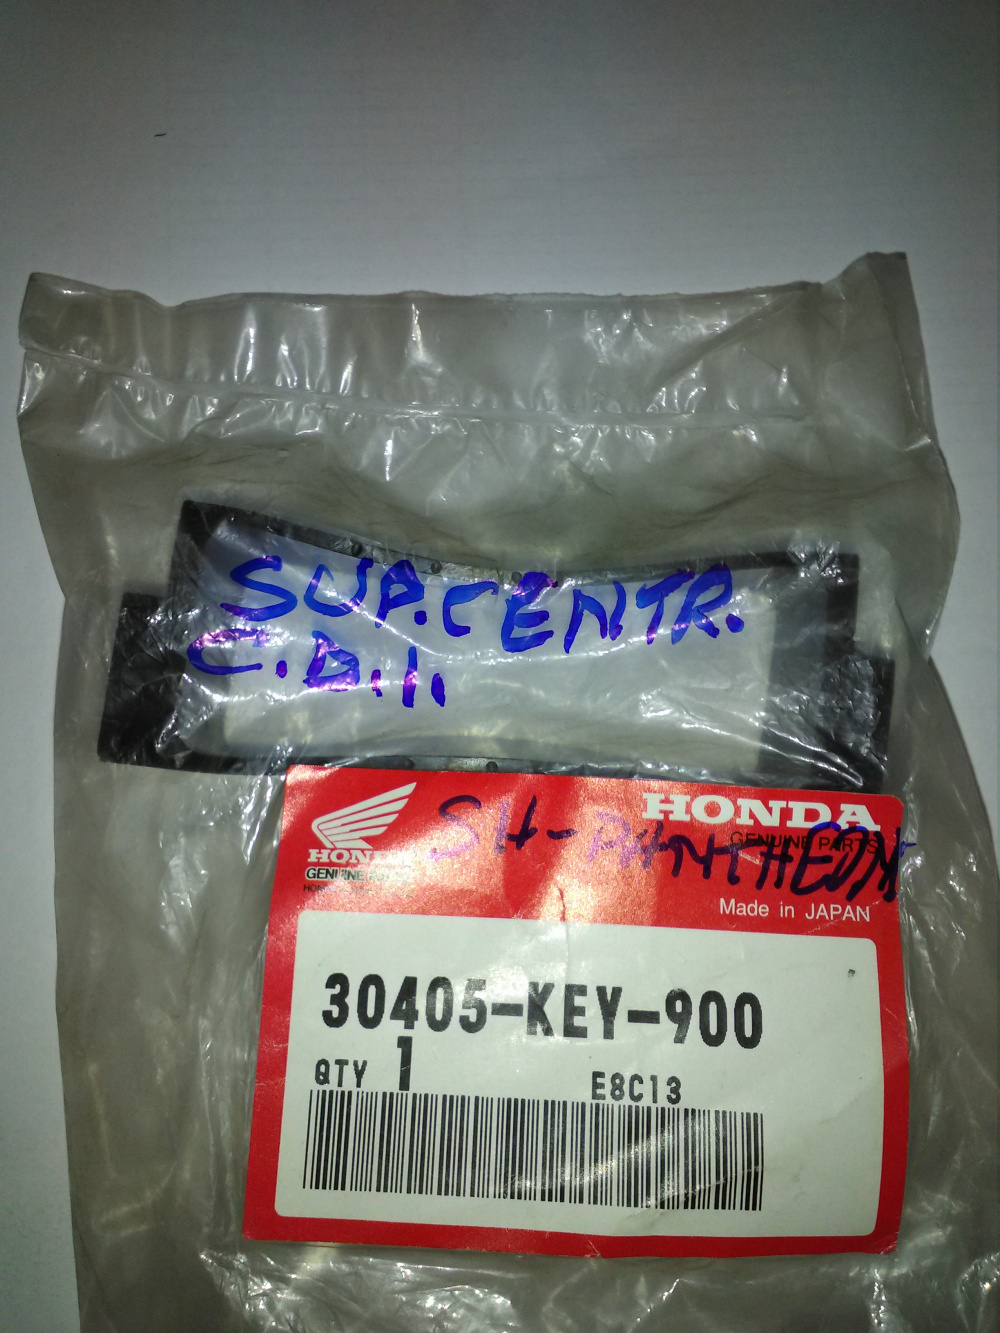 SUP.CENTR.
C.D.I.
HONDA
GENUINE PARTS
HONDA
GENUINE PARTS
SH-PANTHEON
Made in JAPAN
30405-KEY-900
QTY 1
E8C13